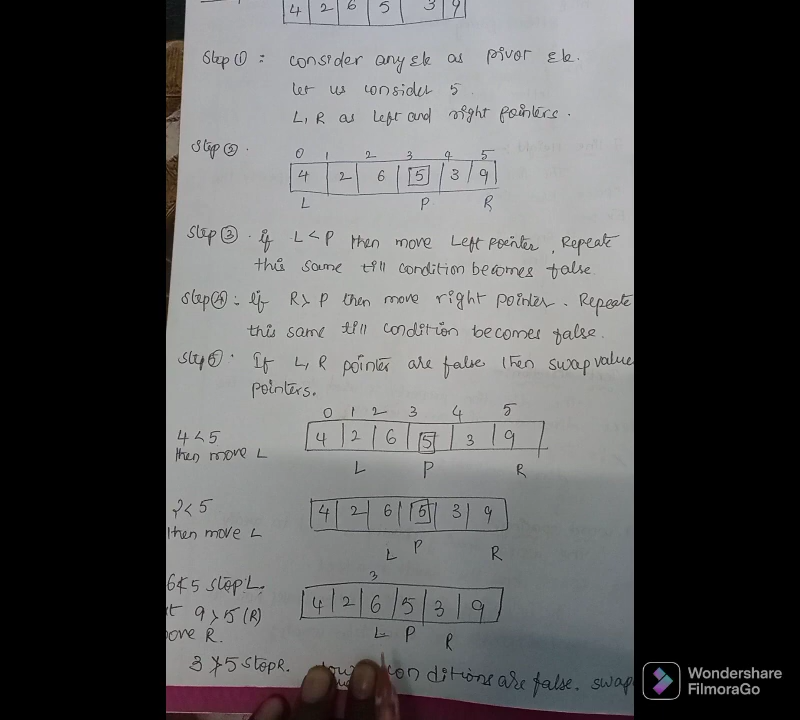 4 2 6 5 3 9
Step ① : consider any Ele as pivot Ele.
let us consider 5.
L, R as left and right pointers.
Step ②.
0 1 2 3 4 5
4 2 6 5 3 9
L P R
Step ③. if L < P then move Left pointer. Repeat
this same till condition becomes false
Step ④ : If R > P then move right pointer. Repeat
this same till condition becomes false.
Step ⑤. If L, R pointer are false then swap value
pointers.
0 1 2 3 4 5
4 < 5 4 2 6 5 3 9
then move L
L P R
2 < 5 4 2 6 5 3 9
then move L
L P R
3
6 ≮ 5 stop L. 4 2 6 5 3 9
9 > 5 (R)
move R. L P R
3 ≯ 5 stop R. conditions are false. swap
Wondershare
FilmoraGo